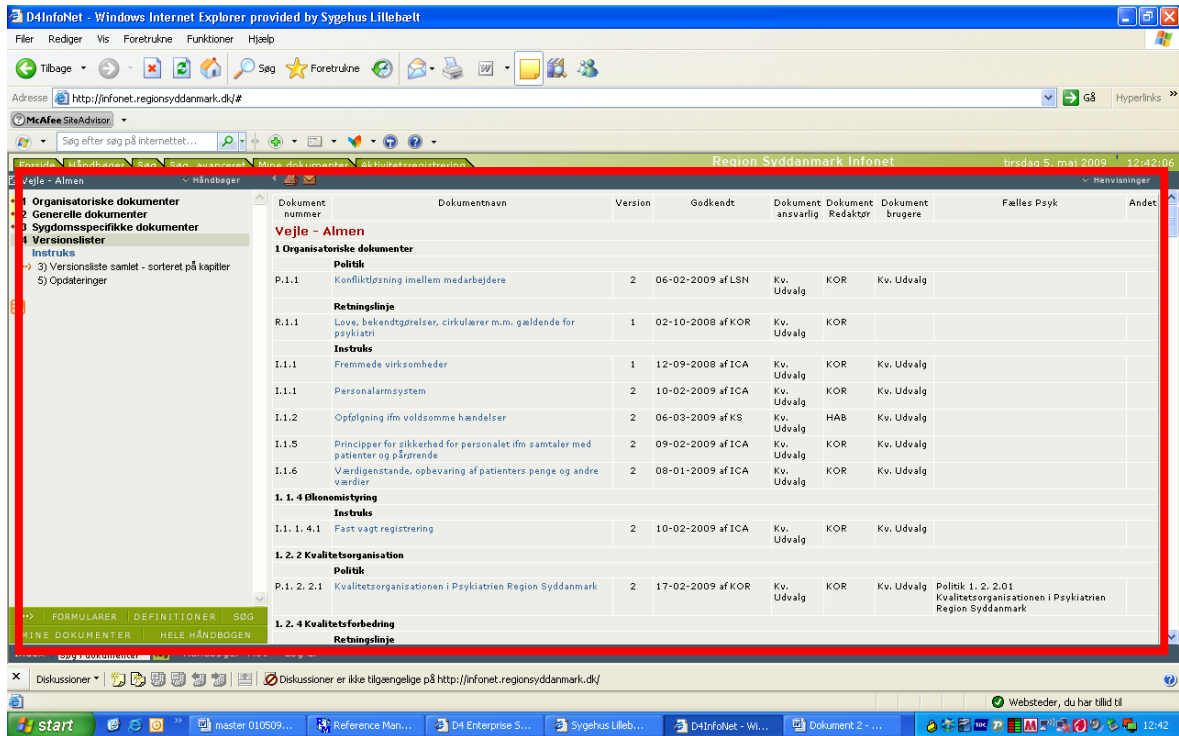 D4InfoNet - Windows Internet Explorer provided by Sygehus Lillebælt
Filer Rediger Vis Foretrukne Funktioner Hjælp
Tilbage Søg Foretrukne
Adresse http://infonet.regionsyddanmark.dk/# Gå Hyperlinks »
McAfee SiteAdvisor
Søg efter søg på internettet...
Forside Håndbøger Søg Søg, avanceret Mine dokumenter Aktivitetsregistrering Region Syddanmark Infonet tirsdag 5. maj 2009 12:42:06
Vejle - Almen Håndbøger Henvisninger
1 Organisatoriske dokumenter
2 Generelle dokumenter
3 Sygdomsspecifikke dokumenter
4 Versionslister
Instruks
3) Versionsliste samlet - sorteret på kapitler
5) Opdateringer
FORMULARER DEFINITIONER SØG
MINE DOKUMENTER HELE HÅNDBOGEN
Dokument nummer Dokumentnavn Version Godkendt Dokument ansvarlig Dokument Redaktør Dokument brugere Fælles Psyk Andet
Vejle - Almen
1 Organisatoriske dokumenter
Politik
P.1.1 Konfliktløsning imellem medarbejdere 2 06-02-2009 af LSN Kv. Udvalg KOR Kv. Udvalg
Retningslinje
R.1.1 Love, bekendtgørelser, cirkulærer m.m. gældende for psykiatri 1 02-10-2008 af KOR Kv. Udvalg KOR
Instruks
I.1.1 Fremmede virksomheder 1 12-09-2008 af ICA Kv. Udvalg KOR Kv. Udvalg
I.1.1 Personalarmsystem 2 10-02-2009 af ICA Kv. Udvalg KOR Kv. Udvalg
I.1.2 Opfølgning ifm voldsomme hændelser 2 06-03-2009 af KS Kv. Udvalg HAB Kv. Udvalg
I.1.5 Principper for sikkerhed for personalet ifm samtaler med patienter og pårørende 2 09-02-2009 af ICA Kv. Udvalg KOR Kv. Udvalg
I.1.6 Værdigenstande, opbevaring af patienters penge og andre værdier 2 08-01-2009 af ICA Kv. Udvalg KOR Kv. Udvalg
1. 1. 4 Økonomistyring
Instruks
I.1. 1. 4.1 Fast vagt registrering 2 10-02-2009 af ICA Kv. Udvalg KOR Kv. Udvalg
1. 2. 2 Kvalitetsorganisation
Politik
P.1. 2. 2.1 Kvalitetsorganisationen i Psykiatrien Region Syddanmark 2 17-02-2009 af KOR Kv. Udvalg KOR Kv. Udvalg Politik 1. 2. 2.01 Kvalitetsorganisationen i Psykiatrien Region Syddanmark
1. 2. 4 Kvalitetsforbedring
Retningslinje
Diskussioner Diskussioner er ikke tilgængelige på http://infonet.regionsyddanmark.dk/
Websteder, du har tillid til
start master 010509... Reference Man... D4 Enterprise S... Sygehus Lilleb... D4InfoNet - Wi... Dokument 2 - ... 12:42